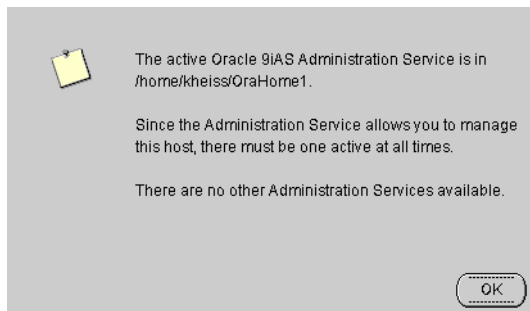 The active Oracle 9iAS Administration Service is in
/home/kheiss/OraHome1.
Since the Administration Service allows you to manage
this host, there must be one active at all times.
There are no other Administration Services available.
OK